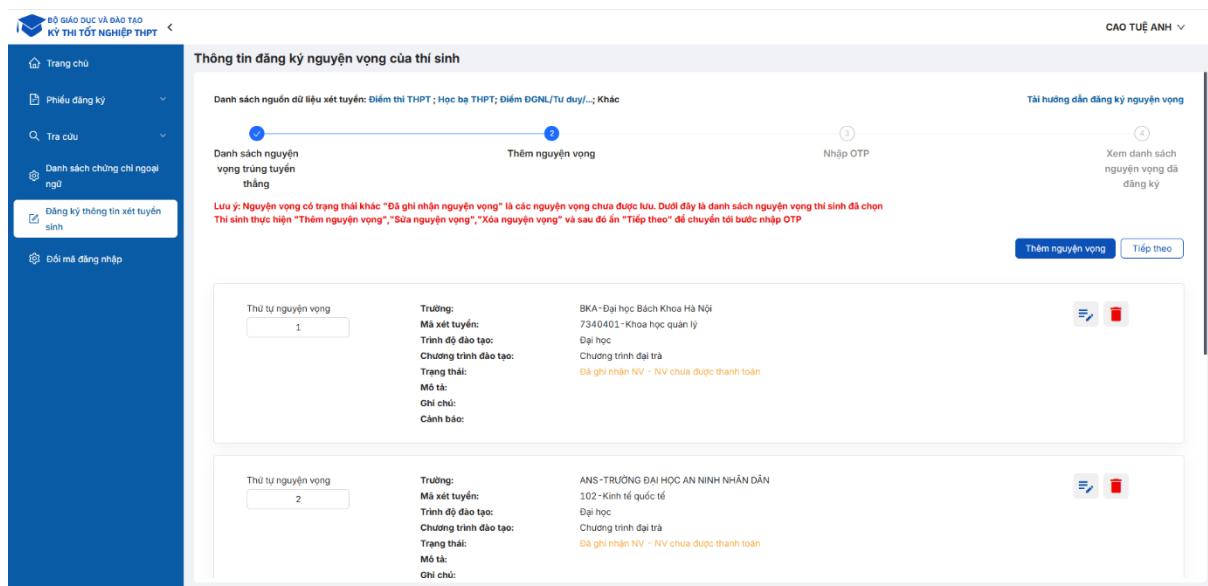 BỘ GIÁO DỤC VÀ ĐÀO TẠO
KỲ THI TỐT NGHIỆP THPT
CAO TUỆ ANH
Trang chủ
Phiếu đăng ký
Tra cứu
Danh sách chứng chỉ ngoại
ngữ
Đăng ký thông tin xét tuyển
sinh
Đổi mã đăng nhập
Thông tin đăng ký nguyện vọng của thí sinh
Danh sách nguồn dữ liệu xét tuyển: Điểm thi THPT ; Học bạ THPT; Điểm ĐGNL/Tư duy/...; Khác
Tải hướng dẫn đăng ký nguyện vọng
2
3
4
Danh sách nguyện
vọng trúng tuyển
thẳng
Thêm nguyện vọng
Nhập OTP
Xem danh sách
nguyện vọng đã
đăng ký
Lưu ý: Nguyện vọng có trạng thái khác "Đã ghi nhận nguyện vọng" là các nguyện vọng chưa được lưu. Dưới đây là danh sách nguyện vọng thí sinh đã chọn
Thí sinh thực hiện "Thêm nguyện vọng","Sửa nguyện vọng","Xóa nguyện vọng" và sau đó ấn "Tiếp theo" để chuyển tới bước nhập OTP
Thêm nguyện vọng
Tiếp theo
Thứ tự nguyện vọng
1
Trường: BKA-Đại học Bách Khoa Hà Nội
Mã xét tuyển: 7340401-Khoa học quản lý
Trình độ đào tạo: Đại học
Chương trình đào tạo: Chương trình đại trà
Trạng thái: Đã ghi nhận NV - NV chưa được thanh toán
Mô tả:
Ghi chú:
Cảnh báo:
Thứ tự nguyện vọng
2
Trường: ANS-TRƯỜNG ĐẠI HỌC AN NINH NHÂN DÂN
Mã xét tuyển: 102-Kinh tế quốc tế
Trình độ đào tạo: Đại học
Chương trình đào tạo: Chương trình đại trà
Trạng thái: Đã ghi nhận NV - NV chưa được thanh toán
Mô tả:
Ghi chú: